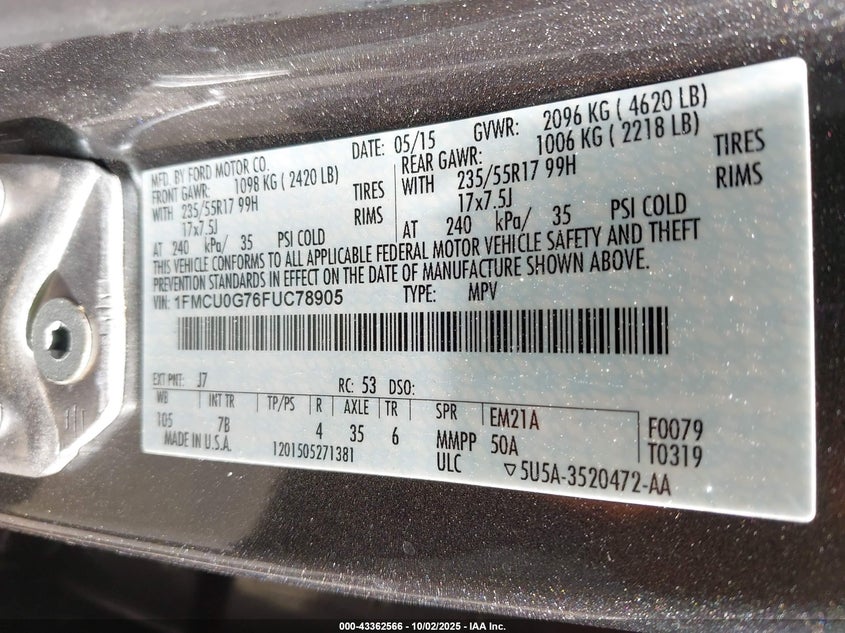 MFD. BY FORD MOTOR CO.
DATE: 05/15 GVWR: 2096 KG ( 4620 LB)
FRONT GAWR: 1098 KG ( 2420 LB)
REAR GAWR: 1006 KG ( 2218 LB)
WITH 235/55R17 99H TIRES
WITH 235/55R17 99H TIRES
17x7.5J RIMS
17x7.5J RIMS
AT 240 kPa/ 35 PSI COLD
AT 240 kPa/ 35 PSI COLD
THIS VEHICLE CONFORMS TO ALL APPLICABLE FEDERAL MOTOR VEHICLE SAFETY AND THEFT
PREVENTION STANDARDS IN EFFECT ON THE DATE OF MANUFACTURE SHOWN ABOVE.
VIN: 1FMCU0G76FUC78905 TYPE: MPV
EXT PNT: J7 RC: 53 DSO:
WB INT TR TP/PS R AXLE TR SPR EM21A F0079
105 7B 4 35 6 MMPP 50A T0319
MADE IN U.S.A. 1201505271381 ULC ▽5U5A-3520472-AA
000-43362566 - 10/02/2025 - IAA Inc.